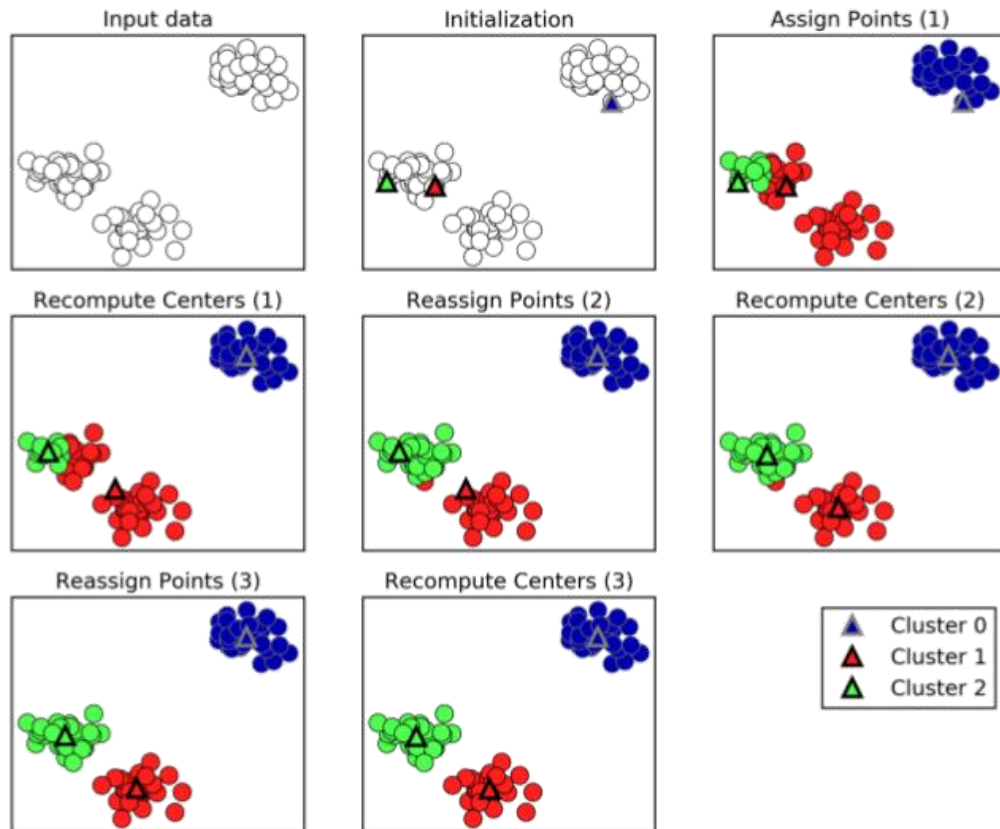 Input data
Initialization
Assign Points (1)
Recompute Centers (1)
Reassign Points (2)
Recompute Centers (2)
Reassign Points (3)
Recompute Centers (3)
Cluster 0
Cluster 1
Cluster 2